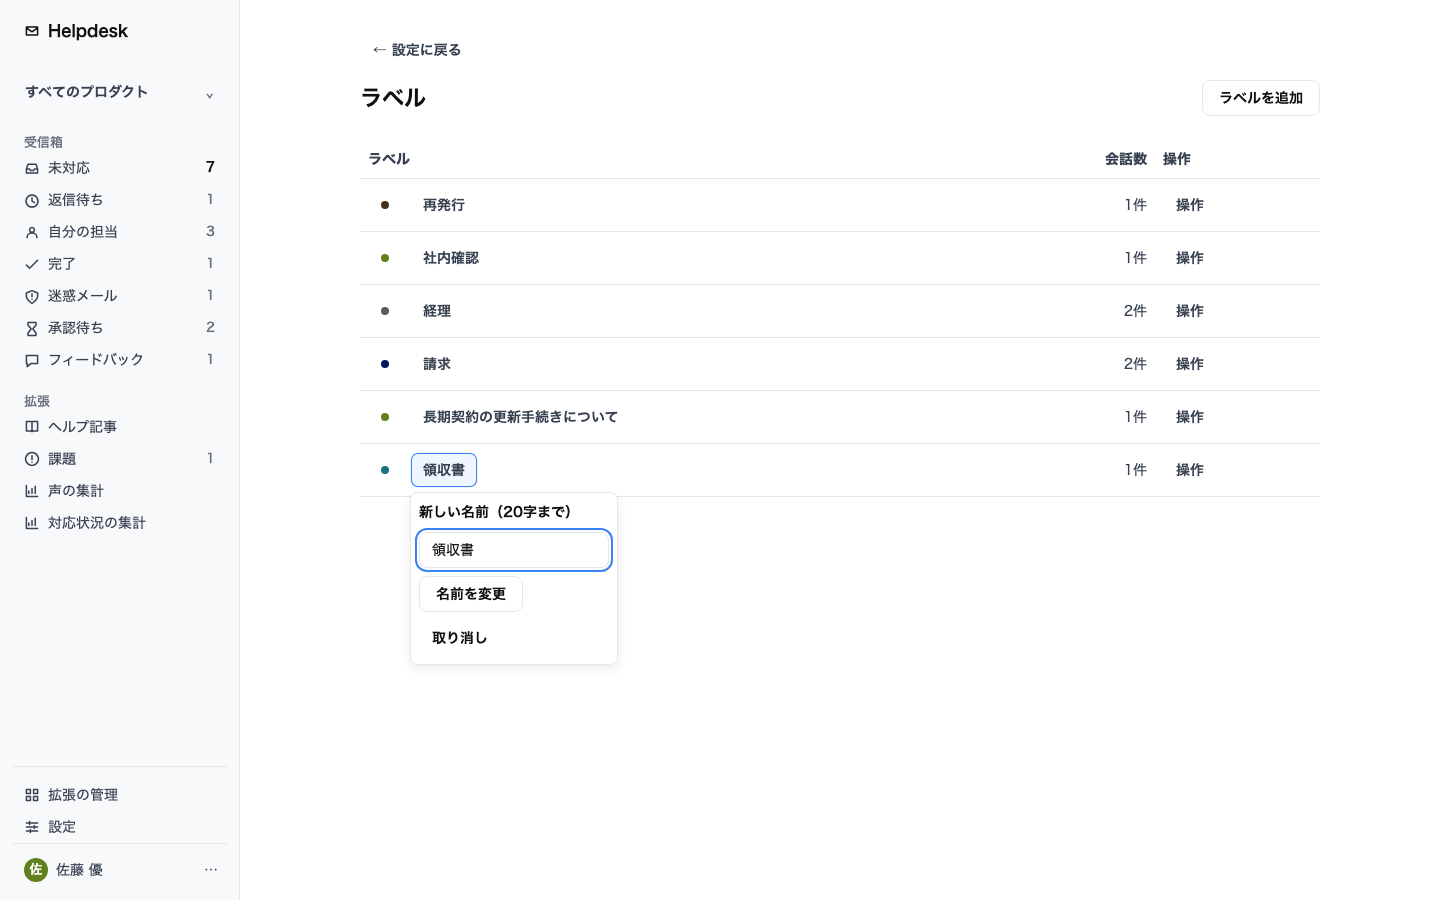 Helpdesk
すべてのプロダクト
受信箱
未対応 7
返信待ち 1
自分の担当 3
完了 1
迷惑メール 1
承認待ち 2
フィードバック 1
拡張
ヘルプ記事
課題 1
声の集計
対応状況の集計
拡張の管理
設定
佐 佐藤 優 …
← 設定に戻る
ラベル
ラベルを追加
ラベル 会話数 操作
再発行 1件 操作
社内確認 1件 操作
経理 2件 操作
請求 2件 操作
長期契約の更新手続きについて 1件 操作
領収書 1件 操作
新しい名前（20字まで）
領収書
名前を変更
取り消し